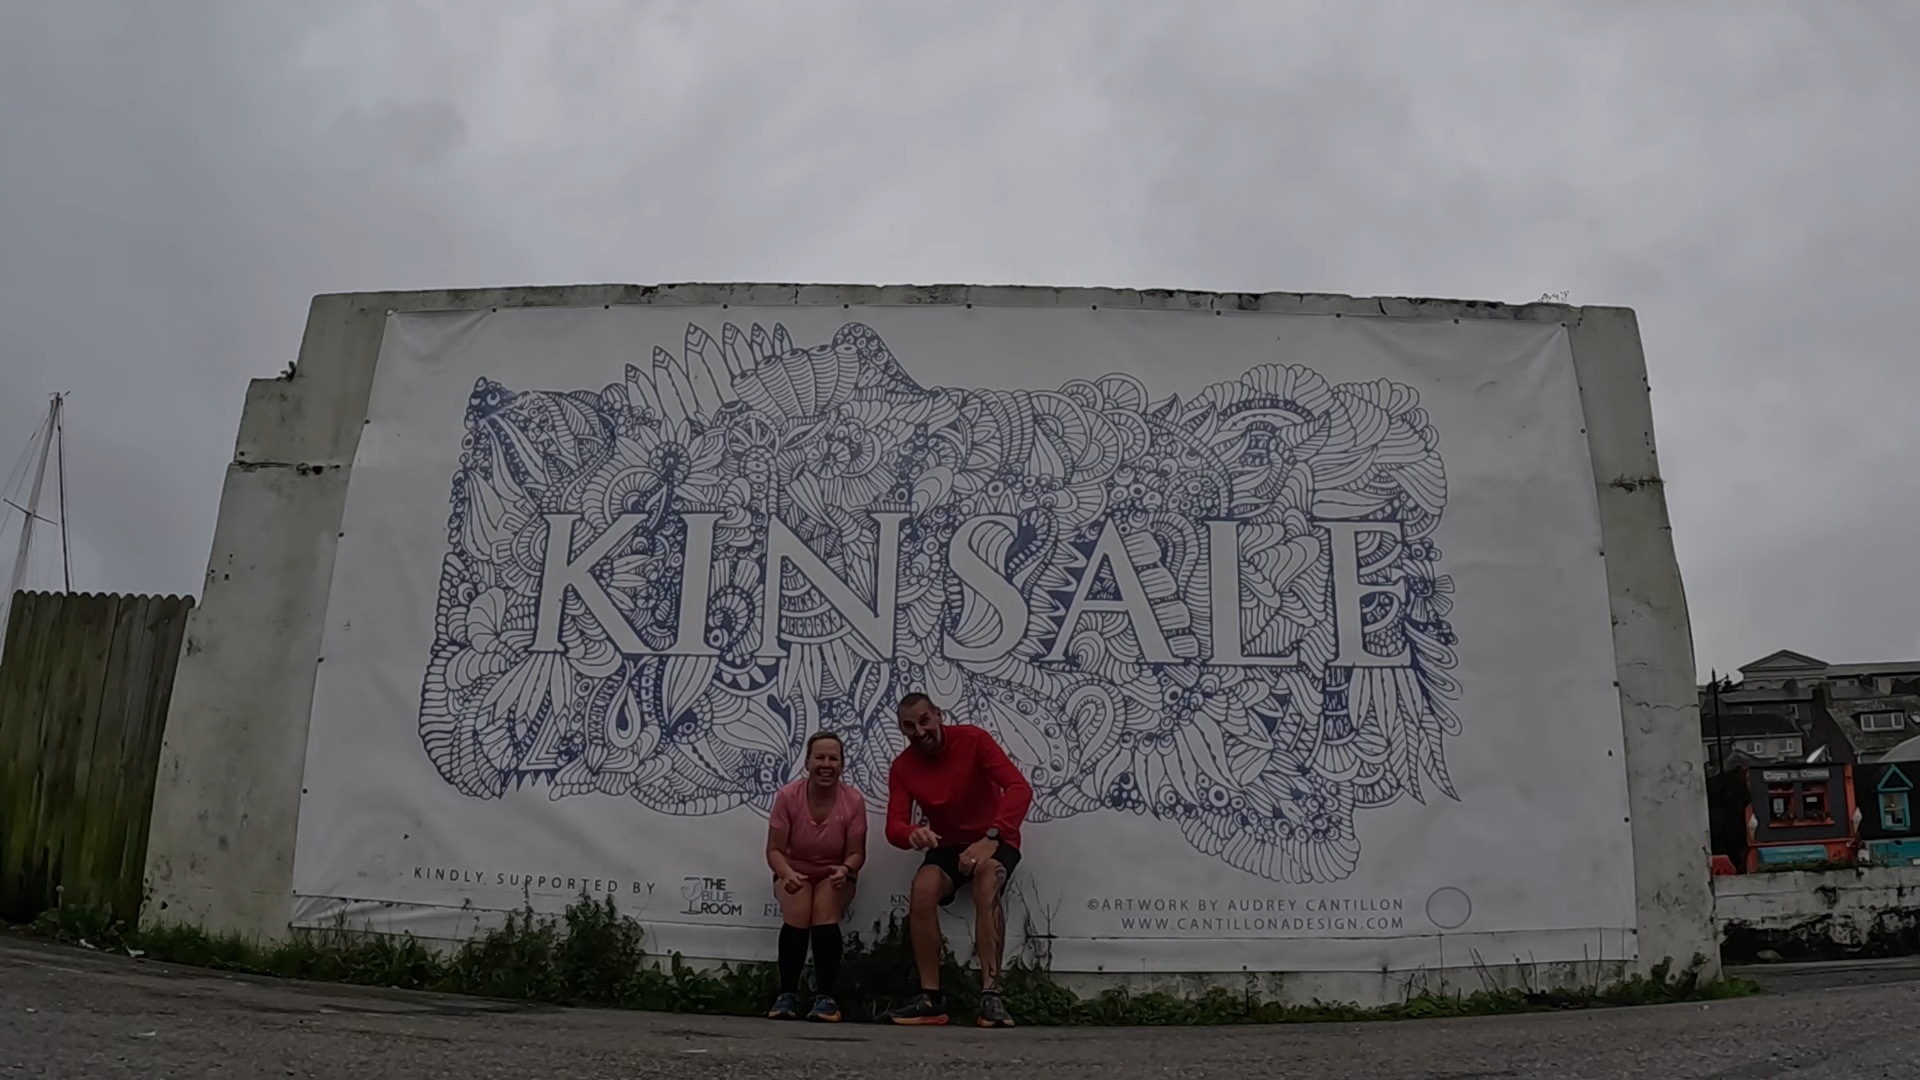 KINSALE
KINDLY SUPPORTED BY
THE
BLUE
ROOM
©ARTWORK BY AUDREY CANTILLON
WWW.CANTILLONADESIGN.COM